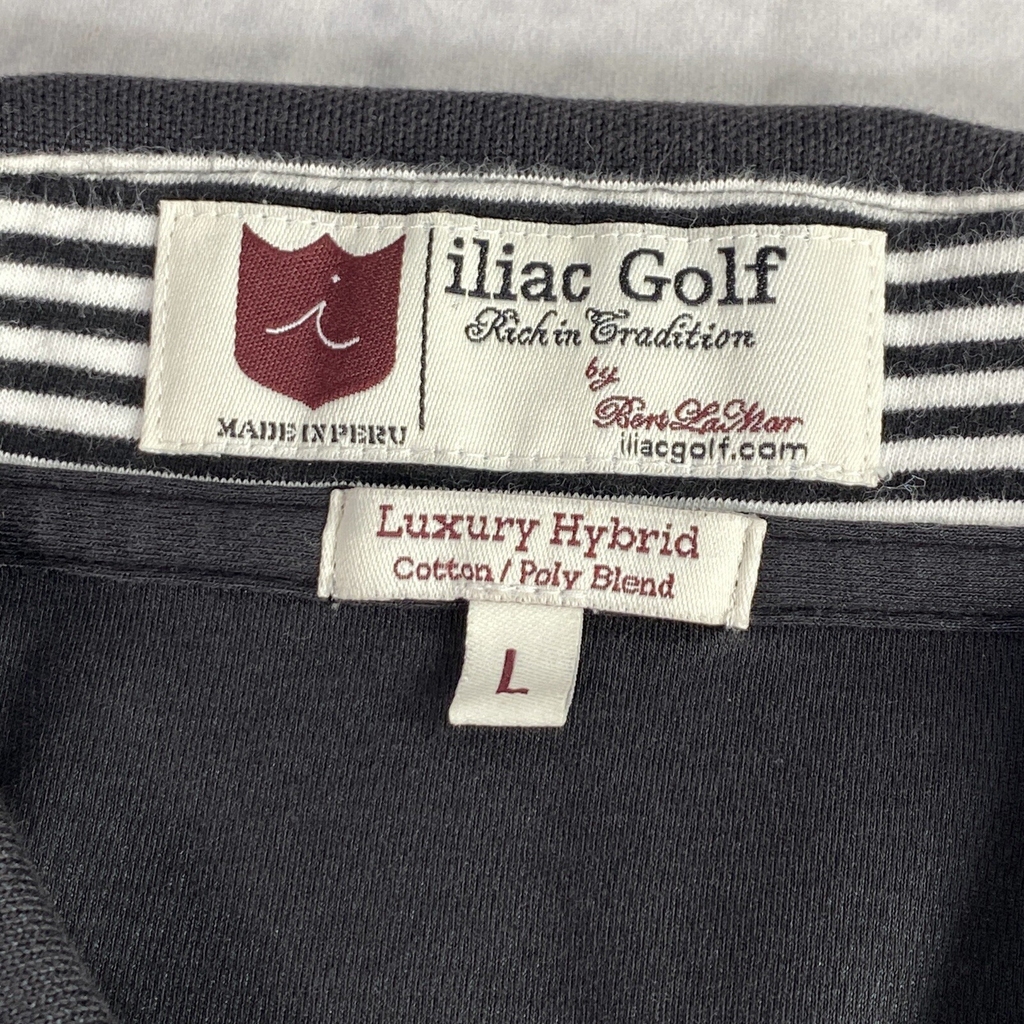 i
MADE IN PERU
iliac Golf
Rich in Tradition
by
Bert LaMar
iliacgolf.com
Luxury Hybrid
Cotton / Poly Blend
L